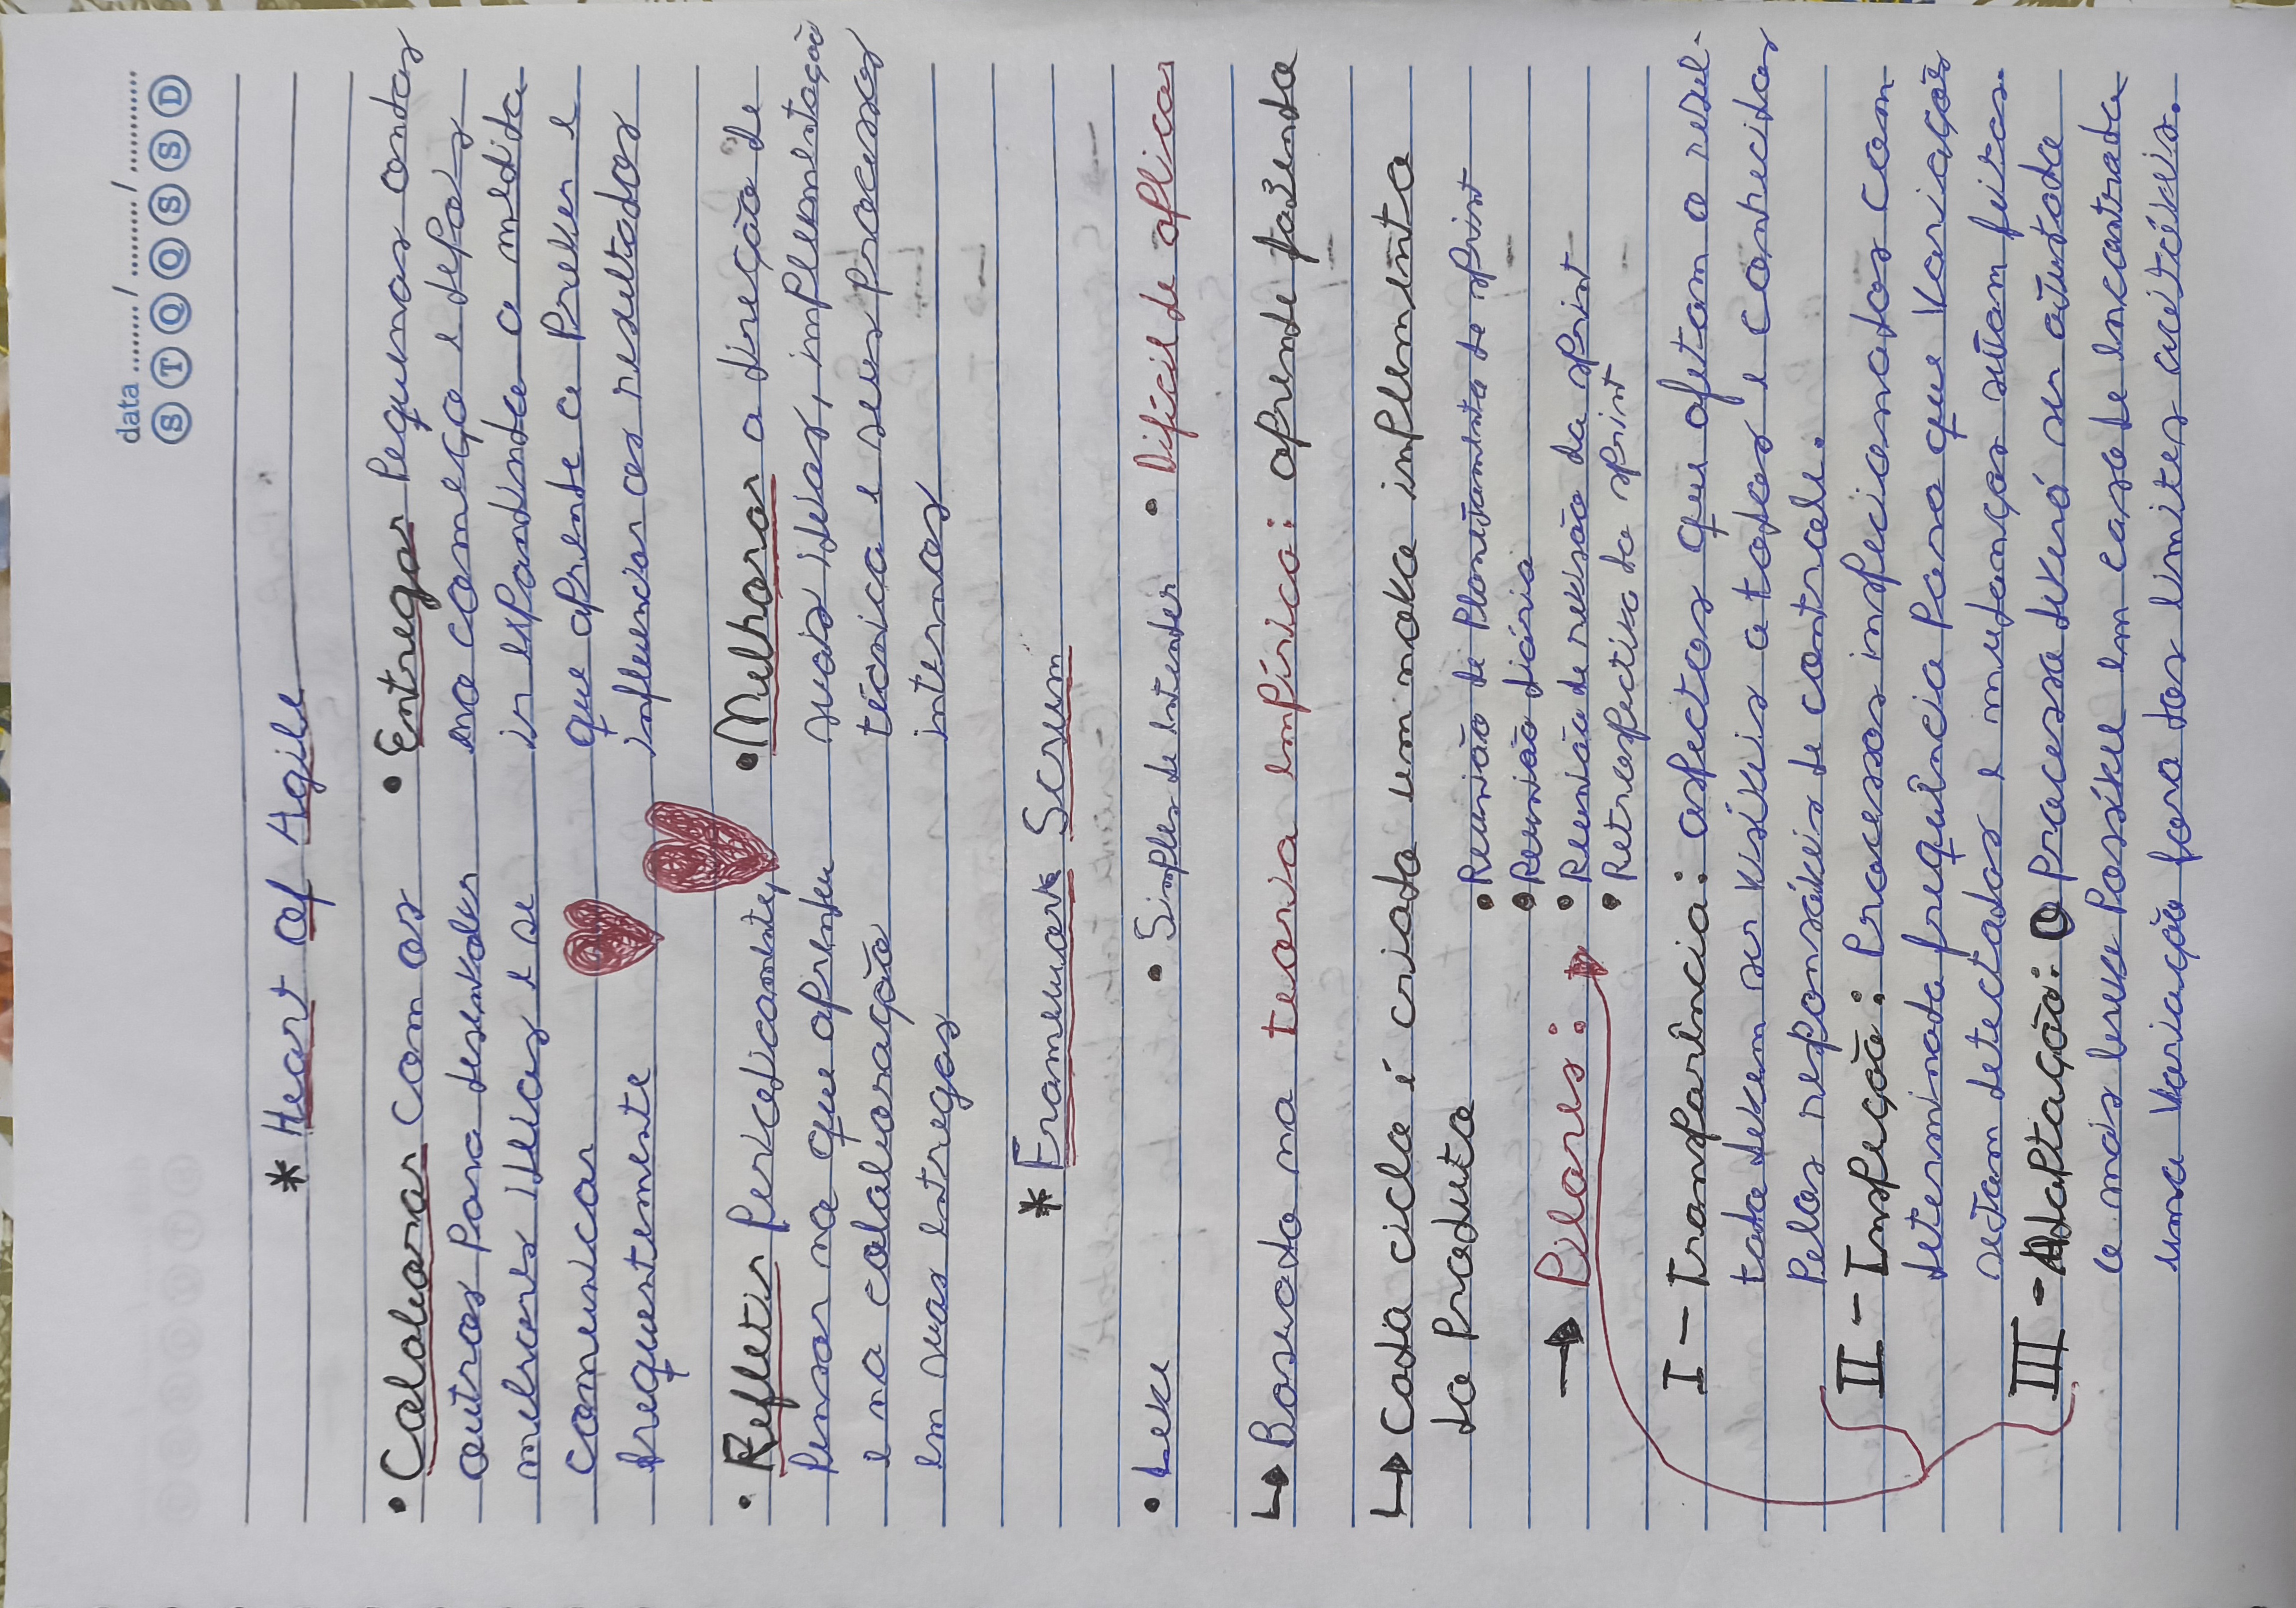 data ........ / ......... / ............
S T Q Q S S D
* Heart Of Agile
• Colaborar com os
outros para desenvolver
melhores ideias e se
comunicar
frequentemente
• Entregar Pequenas contas
no começo e depois
ir expandindo a medida
que aprende a Prever e
influenciar os resultados
• Refletir Periodicamente,
Pensar no que aprendeu
e na colaboração
em suas entregas
• Melhorar a direção de
suas ideias, implementação
técnica e seus processos
internos
* Framework Scrum
• Leve • Simples de entender • Difícil de aplicar
↳ Baseado na teoria empírica: aprende fazendo
↳ Cada ciclo é criado um novo inplemento
do Produto
• Reunião de Planejamento de sprint
• Reunião diária
→ Pilares: → • Reunião de revisão da sprint
• Retrospectiva da sprint
I - Transparência: aspectos que afetam o resul-
tado devem ser visíveis a todos e conhecidos
Pelos responsáveis de controle.
II - Inspeção: Processos inspecionados com
determinada frequência Para que Variações
sejam detectadas e mudanças sejam feitas.
III - Adaptação: O Processo deverá ser ajustado
o mais breve Possível em caso de encontrada
uma Variação fora dos limites aceitáveis.